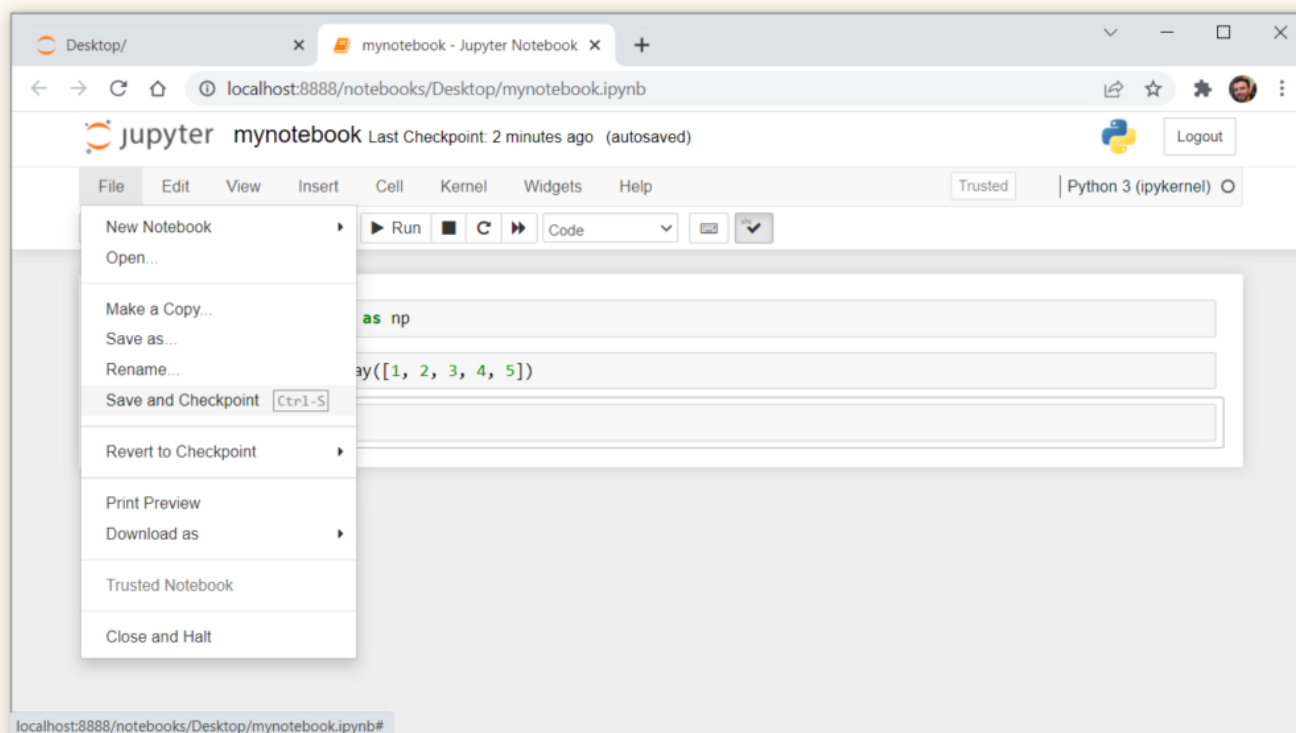 Desktop/
mynotebook - Jupyter Notebook
localhost:8888/notebooks/Desktop/mynotebook.ipynb
jupyter mynotebook Last Checkpoint: 2 minutes ago (autosaved)
Logout
File Edit View Insert Cell Kernel Widgets Help Trusted Python 3 (ipykernel)
Run Code
New Notebook
Open...
Make a Copy...
as np
Save as...
Rename...
ay([1, 2, 3, 4, 5])
Save and Checkpoint Ctrl-S
Revert to Checkpoint
Print Preview
Download as
Trusted Notebook
Close and Halt
localhost:8888/notebooks/Desktop/mynotebook.ipynb#